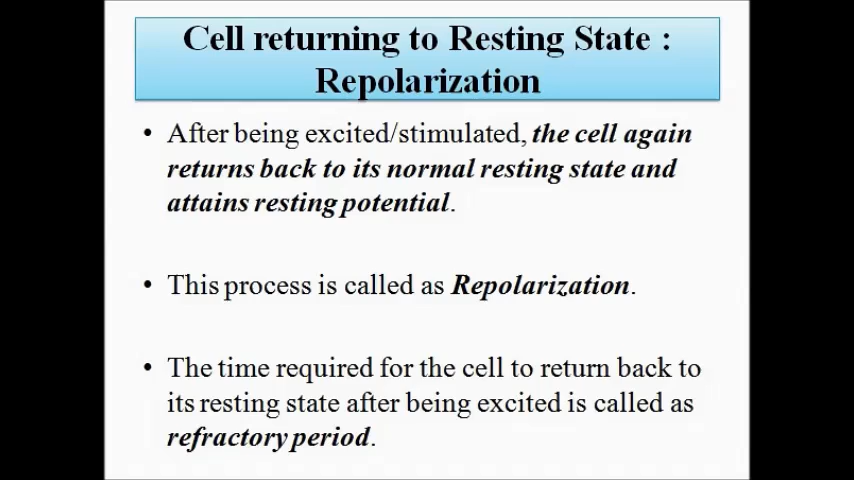 Cell returning to Resting State :
Repolarization
• After being excited/stimulated, the cell again
returns back to its normal resting state and
attains resting potential.
• This process is called as Repolarization.
• The time required for the cell to return back to
its resting state after being excited is called as
refractory period.